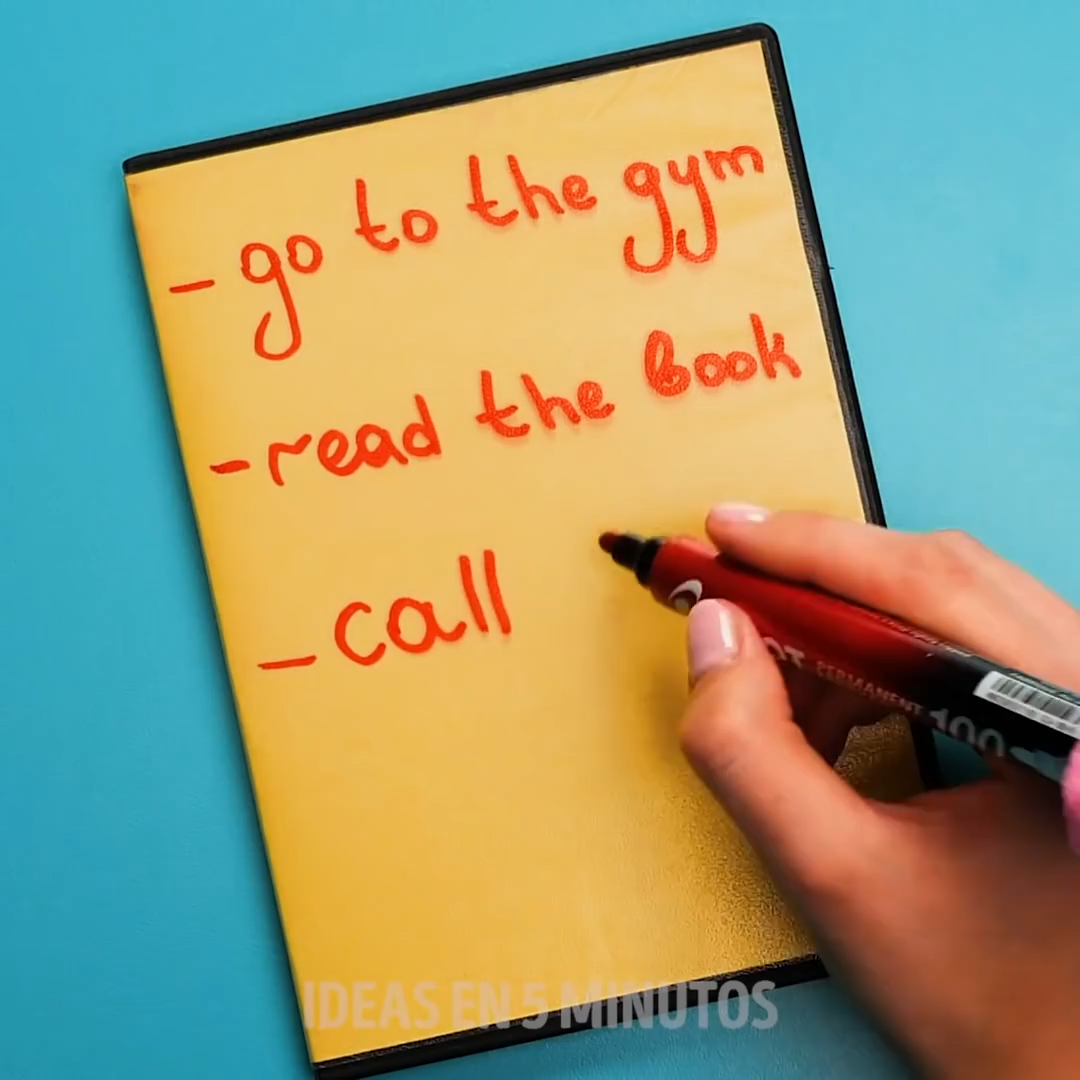 - go to the gym
- read the book
- call
PERMANENT
100
IDEAS EN 5 MINUTOS